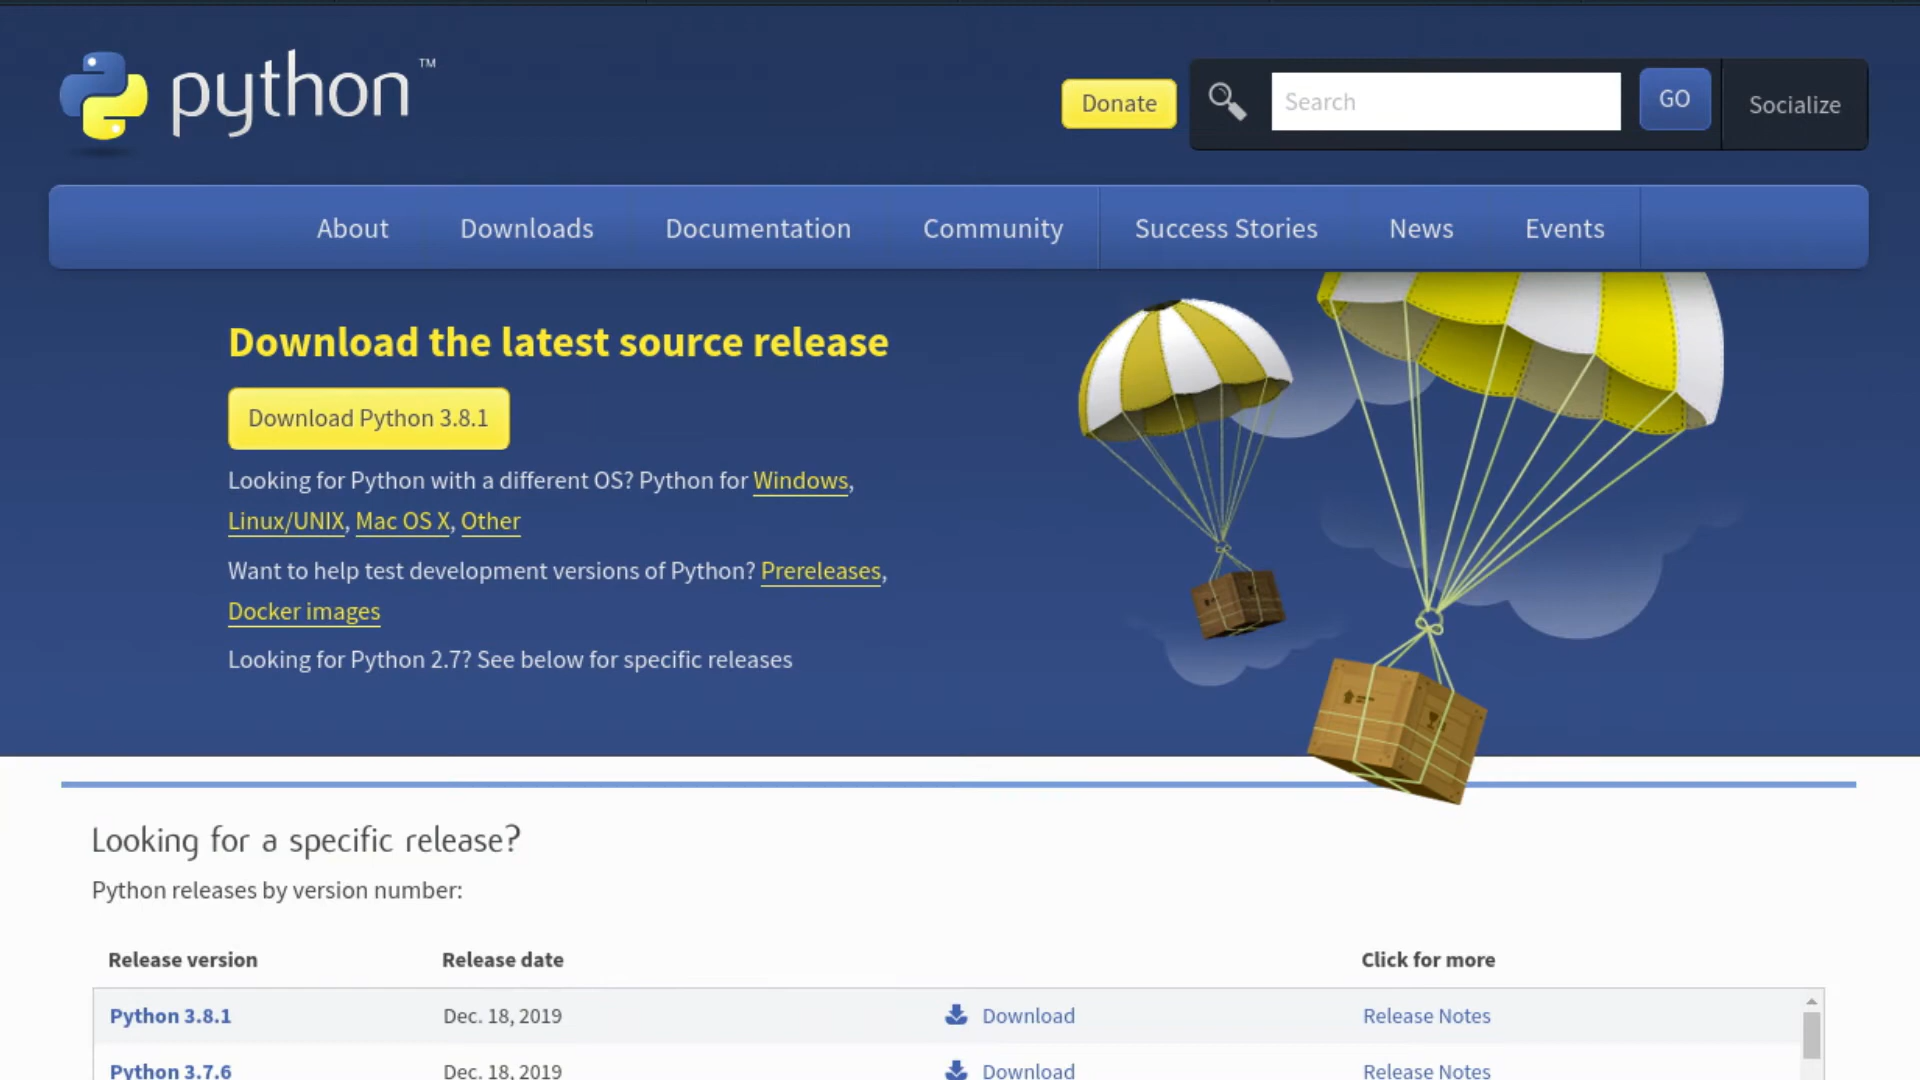 python™
Donate
Search
GO
Socialize
About
Downloads
Documentation
Community
Success Stories
News
Events
Download the latest source release
Download Python 3.8.1
Looking for Python with a different OS? Python for Windows,
Linux/UNIX, Mac OS X, Other
Want to help test development versions of Python? Prereleases,
Docker images
Looking for Python 2.7? See below for specific releases
Looking for a specific release?
Python releases by version number:
Release version Release date Click for more
Python 3.8.1 Dec. 18, 2019 Download Release Notes
Python 3.7.6 Dec. 18, 2019 Download Release Notes